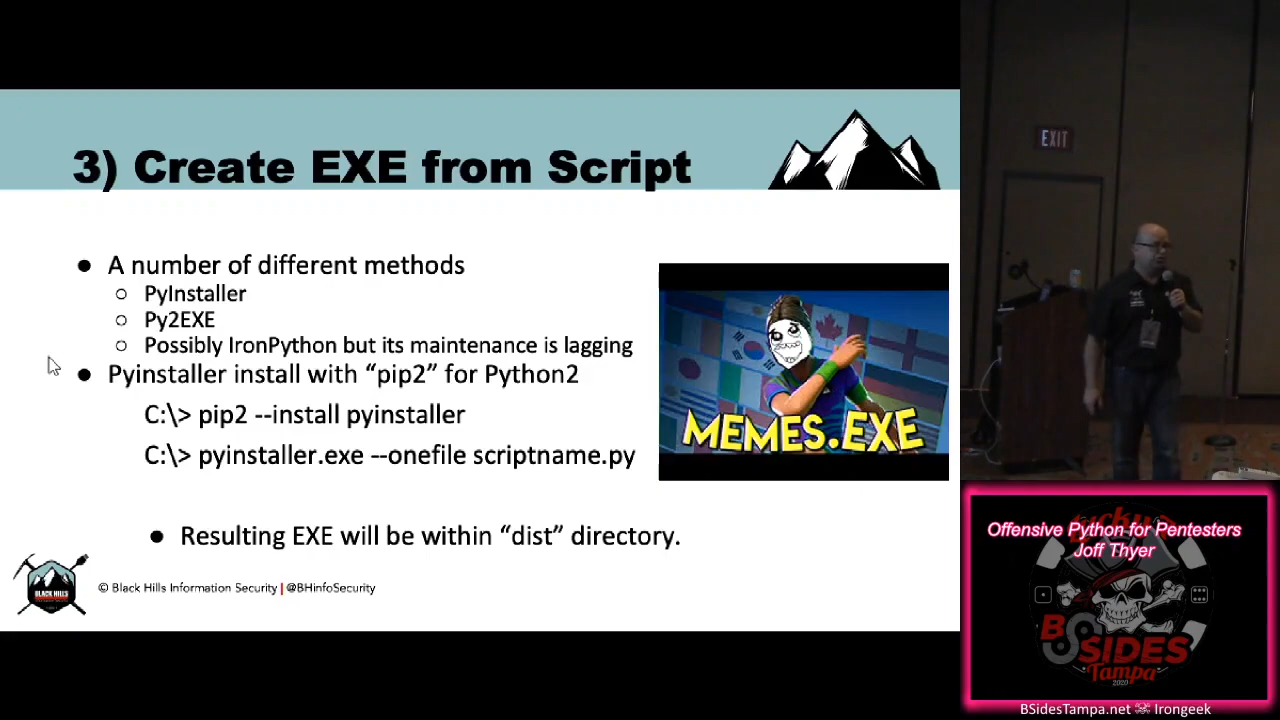 3) Create EXE from Script
● A number of different methods
○ PyInstaller
○ Py2EXE
○ Possibly IronPython but its maintenance is lagging
● Pyinstaller install with “pip2” for Python2
C:\> pip2 --install pyinstaller
C:\> pyinstaller.exe --onefile scriptname.py
● Resulting EXE will be within “dist” directory.
MEMES.EXE
BLACK HILLS
© Black Hills Information Security | @BHinfoSecurity
EXIT
Offensive Python for Pentesters
Joff Thyer
BSIDES
Tampa
2020
BSidesTampa.net Irongeek